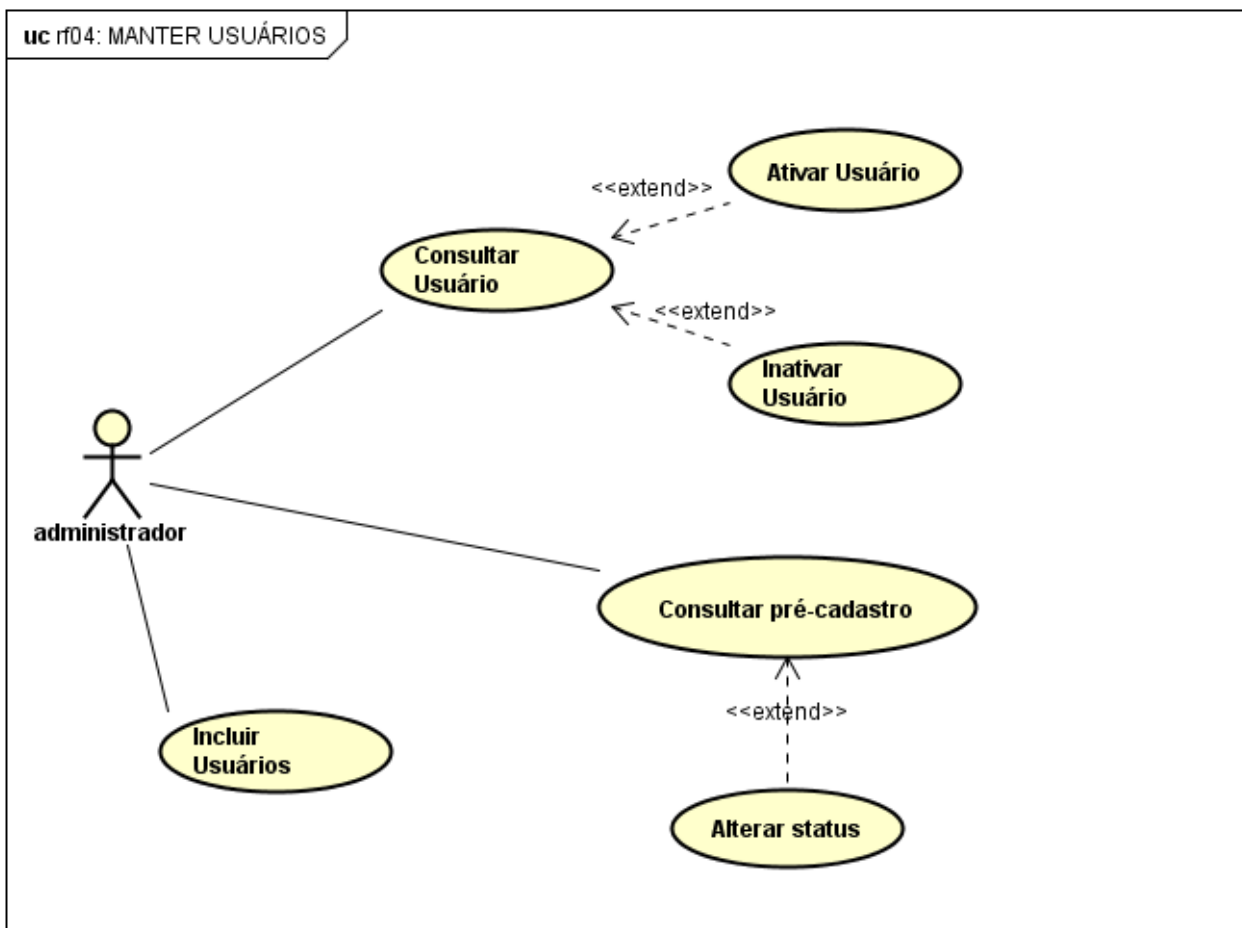 uc rf04: MANTER USUÁRIOS
Ativar Usuário
<<extend>>
Consultar
Usuário
<<extend>>
Inativar
Usuário
administrador
Consultar pré-cadastro
<<extend>>
Incluir
Usuários
Alterar status